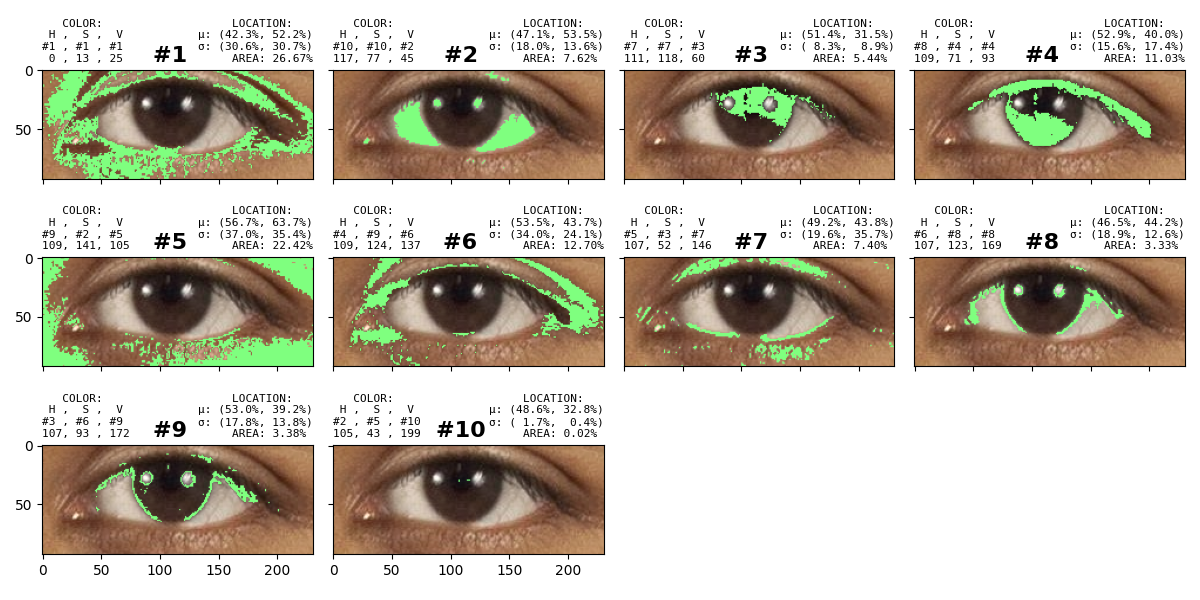 COLOR: LOCATION:
H , S , V μ: (42.3%, 52.2%)
#1 , #1 , #1 #1 σ: (30.6%, 30.7%)
0 , 13 , 25 AREA: 26.67%
COLOR: LOCATION:
H , S , V μ: (47.1%, 53.5%)
#10, #10, #2 #2 σ: (18.0%, 13.6%)
117, 77 , 45 AREA: 7.62%
COLOR: LOCATION:
H , S , V μ: (51.4%, 31.5%)
#7 , #7 , #3 #3 σ: ( 8.3%, 8.9%)
111, 118, 60 AREA: 5.44%
COLOR: LOCATION:
H , S , V μ: (52.9%, 40.0%)
#8 , #4 , #4 #4 σ: (15.6%, 17.4%)
109, 71 , 93 AREA: 11.03%
0
50
COLOR: LOCATION:
H , S , V μ: (56.7%, 63.7%)
#9 , #2 , #5 #5 σ: (37.0%, 35.4%)
109, 141, 105 AREA: 22.42%
COLOR: LOCATION:
H , S , V μ: (53.5%, 43.7%)
#4 , #9 , #6 #6 σ: (34.0%, 24.1%)
109, 124, 137 AREA: 12.70%
COLOR: LOCATION:
H , S , V μ: (49.2%, 43.8%)
#5 , #3 , #7 #7 σ: (19.6%, 35.7%)
107, 52 , 146 AREA: 7.40%
COLOR: LOCATION:
H , S , V μ: (46.5%, 44.2%)
#6 , #8 , #8 #8 σ: (18.9%, 12.6%)
107, 123, 169 AREA: 3.33%
0
50
COLOR: LOCATION:
H , S , V μ: (53.0%, 39.2%)
#3 , #6 , #9 #9 σ: (17.8%, 13.8%)
107, 93 , 172 AREA: 3.38%
COLOR: LOCATION:
H , S , V μ: (48.6%, 32.8%)
#2 , #5 , #10 #10 σ: ( 1.7%, 0.4%)
105, 43 , 199 AREA: 0.02%
0
50
0 50 100 150 200
0 50 100 150 200